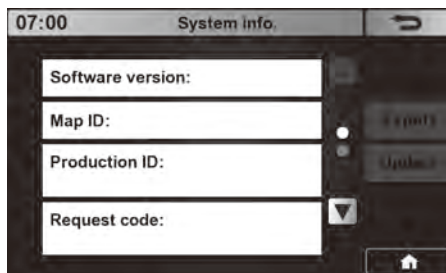 07:00 System info.
Software version:
Map ID:
Production ID:
Request code: